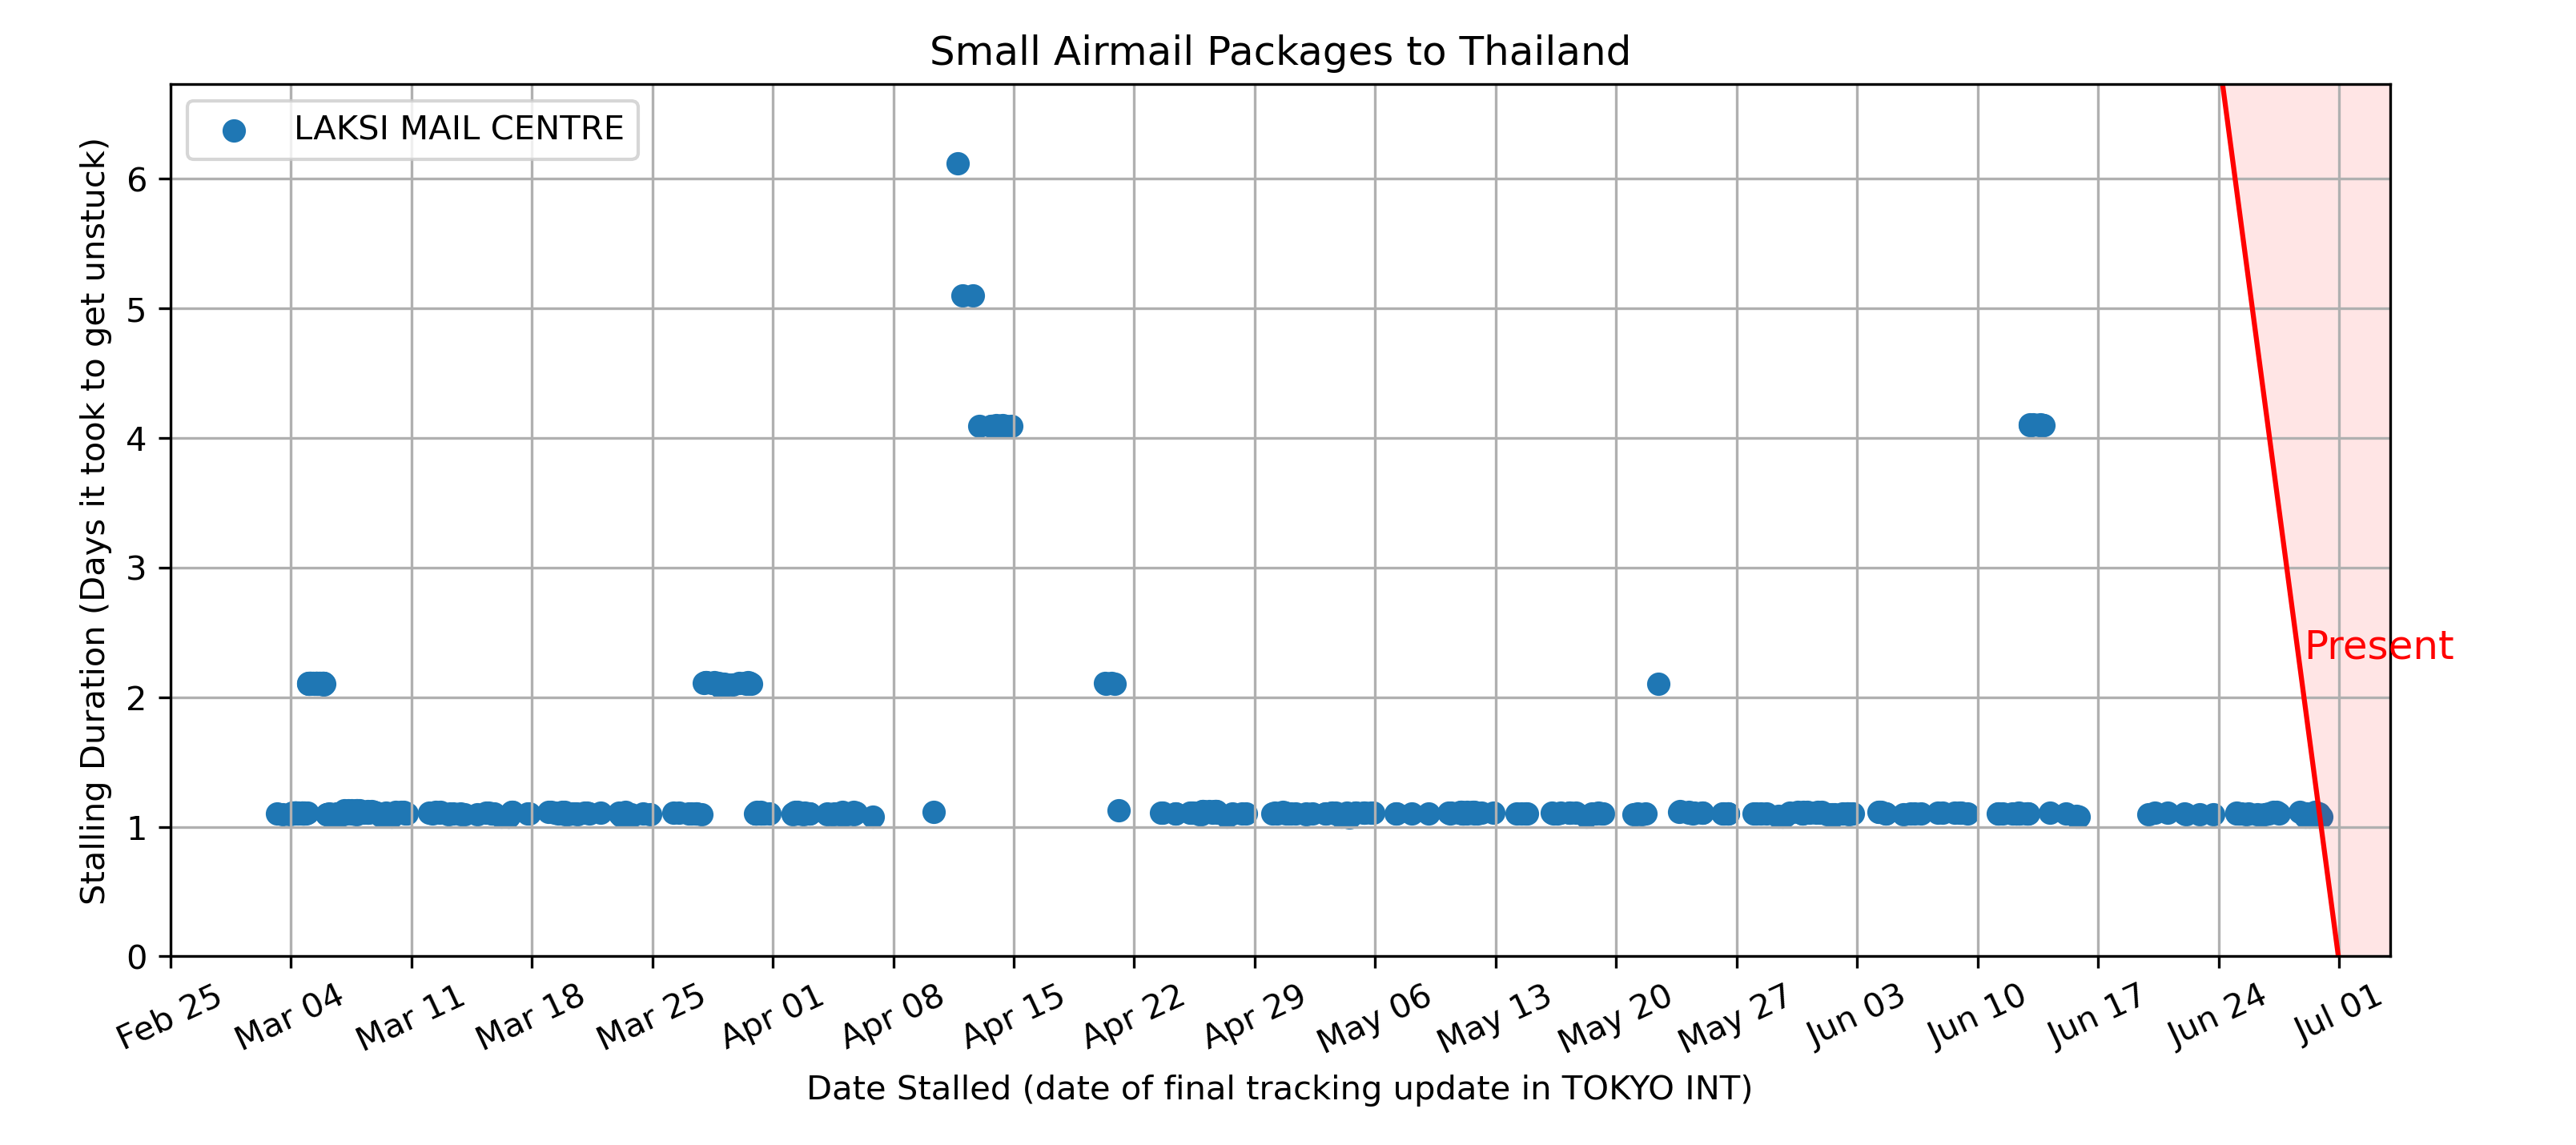 Small Airmail Packages to Thailand
LAKSI MAIL CENTRE
Stalling Duration (Days it took to get unstuck)
6
5
4
3
2
1
0
Present
Feb 25
Mar 04
Mar 11
Mar 18
Mar 25
Apr 01
Apr 08
Apr 15
Apr 22
Apr 29
May 06
May 13
May 20
May 27
Jun 03
Jun 10
Jun 17
Jun 24
Jul 01
Date Stalled (date of final tracking update in TOKYO INT)